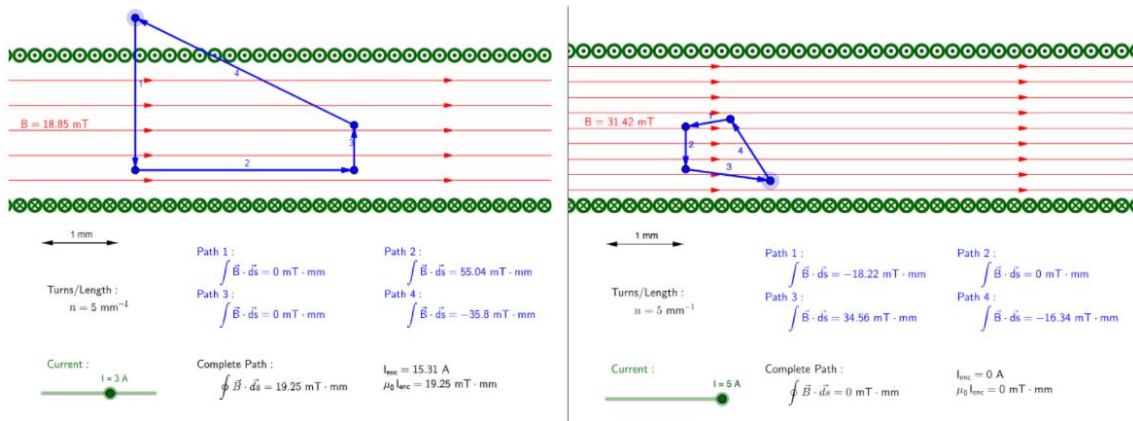 1
4
3
2
B = 18.85 mT
1 mm
Path 1 :
∫ B⃗ · ds⃗ = 0 mT · mm
Path 2 :
∫ B⃗ · ds⃗ = 55.04 mT · mm
Turns/Length :
n = 5 mm⁻¹
Path 3 :
∫ B⃗ · ds⃗ = 0 mT · mm
Path 4 :
∫ B⃗ · ds⃗ = −35.8 mT · mm
Current :
I = 3 A
Complete Path :
∮ B⃗ · ds⃗ = 19.25 mT · mm
I_enc = 15.31 A
μ₀ I_enc = 19.25 mT · mm
B = 31.42 mT
1
2
4
3
1 mm
Path 1 :
∫ B⃗ · ds⃗ = −18.22 mT · mm
Path 2 :
∫ B⃗ · ds⃗ = 0 mT · mm
Turns/Length :
n = 5 mm⁻¹
Path 3 :
∫ B⃗ · ds⃗ = 34.56 mT · mm
Path 4 :
∫ B⃗ · ds⃗ = −16.34 mT · mm
Current :
I = 5 A
Complete Path :
∮ B⃗ · ds⃗ = 0 mT · mm
I_enc = 0 A
μ₀ I_enc = 0 mT · mm